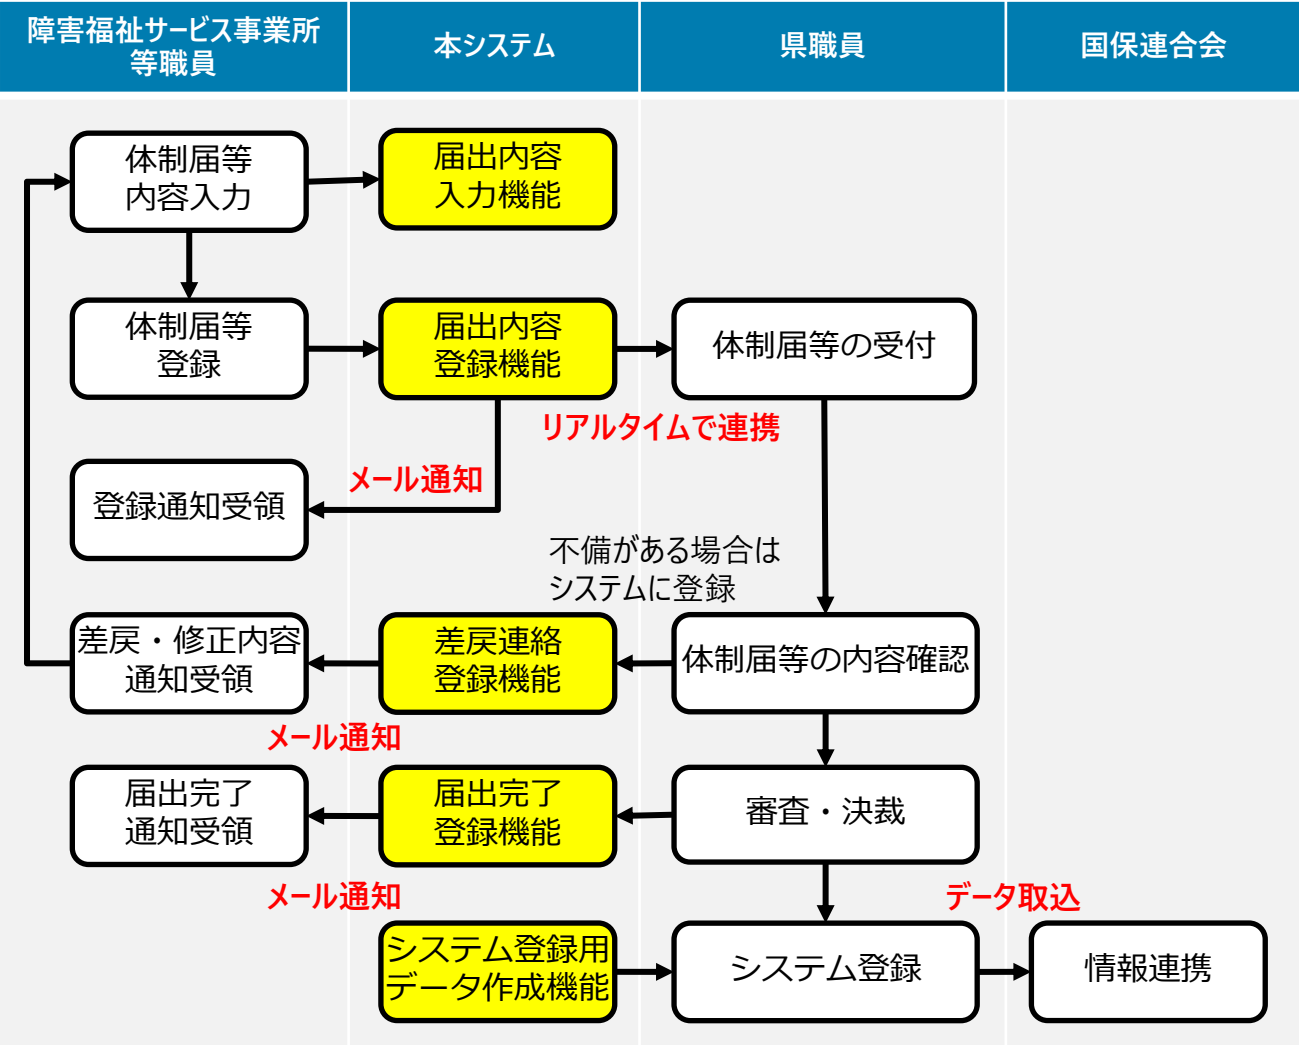 障害福祉サービス事業所
等職員
本システム
県職員
国保連合会
体制届等
内容入力
届出内容
入力機能
体制届等
登録
届出内容
登録機能
体制届等の受付
リアルタイムで連携
メール通知
登録通知受領
不備がある場合は
システムに登録
差戻・修正内容
通知受領
差戻連絡
登録機能
体制届等の内容確認
メール通知
届出完了
通知受領
届出完了
登録機能
審査・決裁
メール通知
データ取込
システム登録用
データ作成機能
システム登録
情報連携